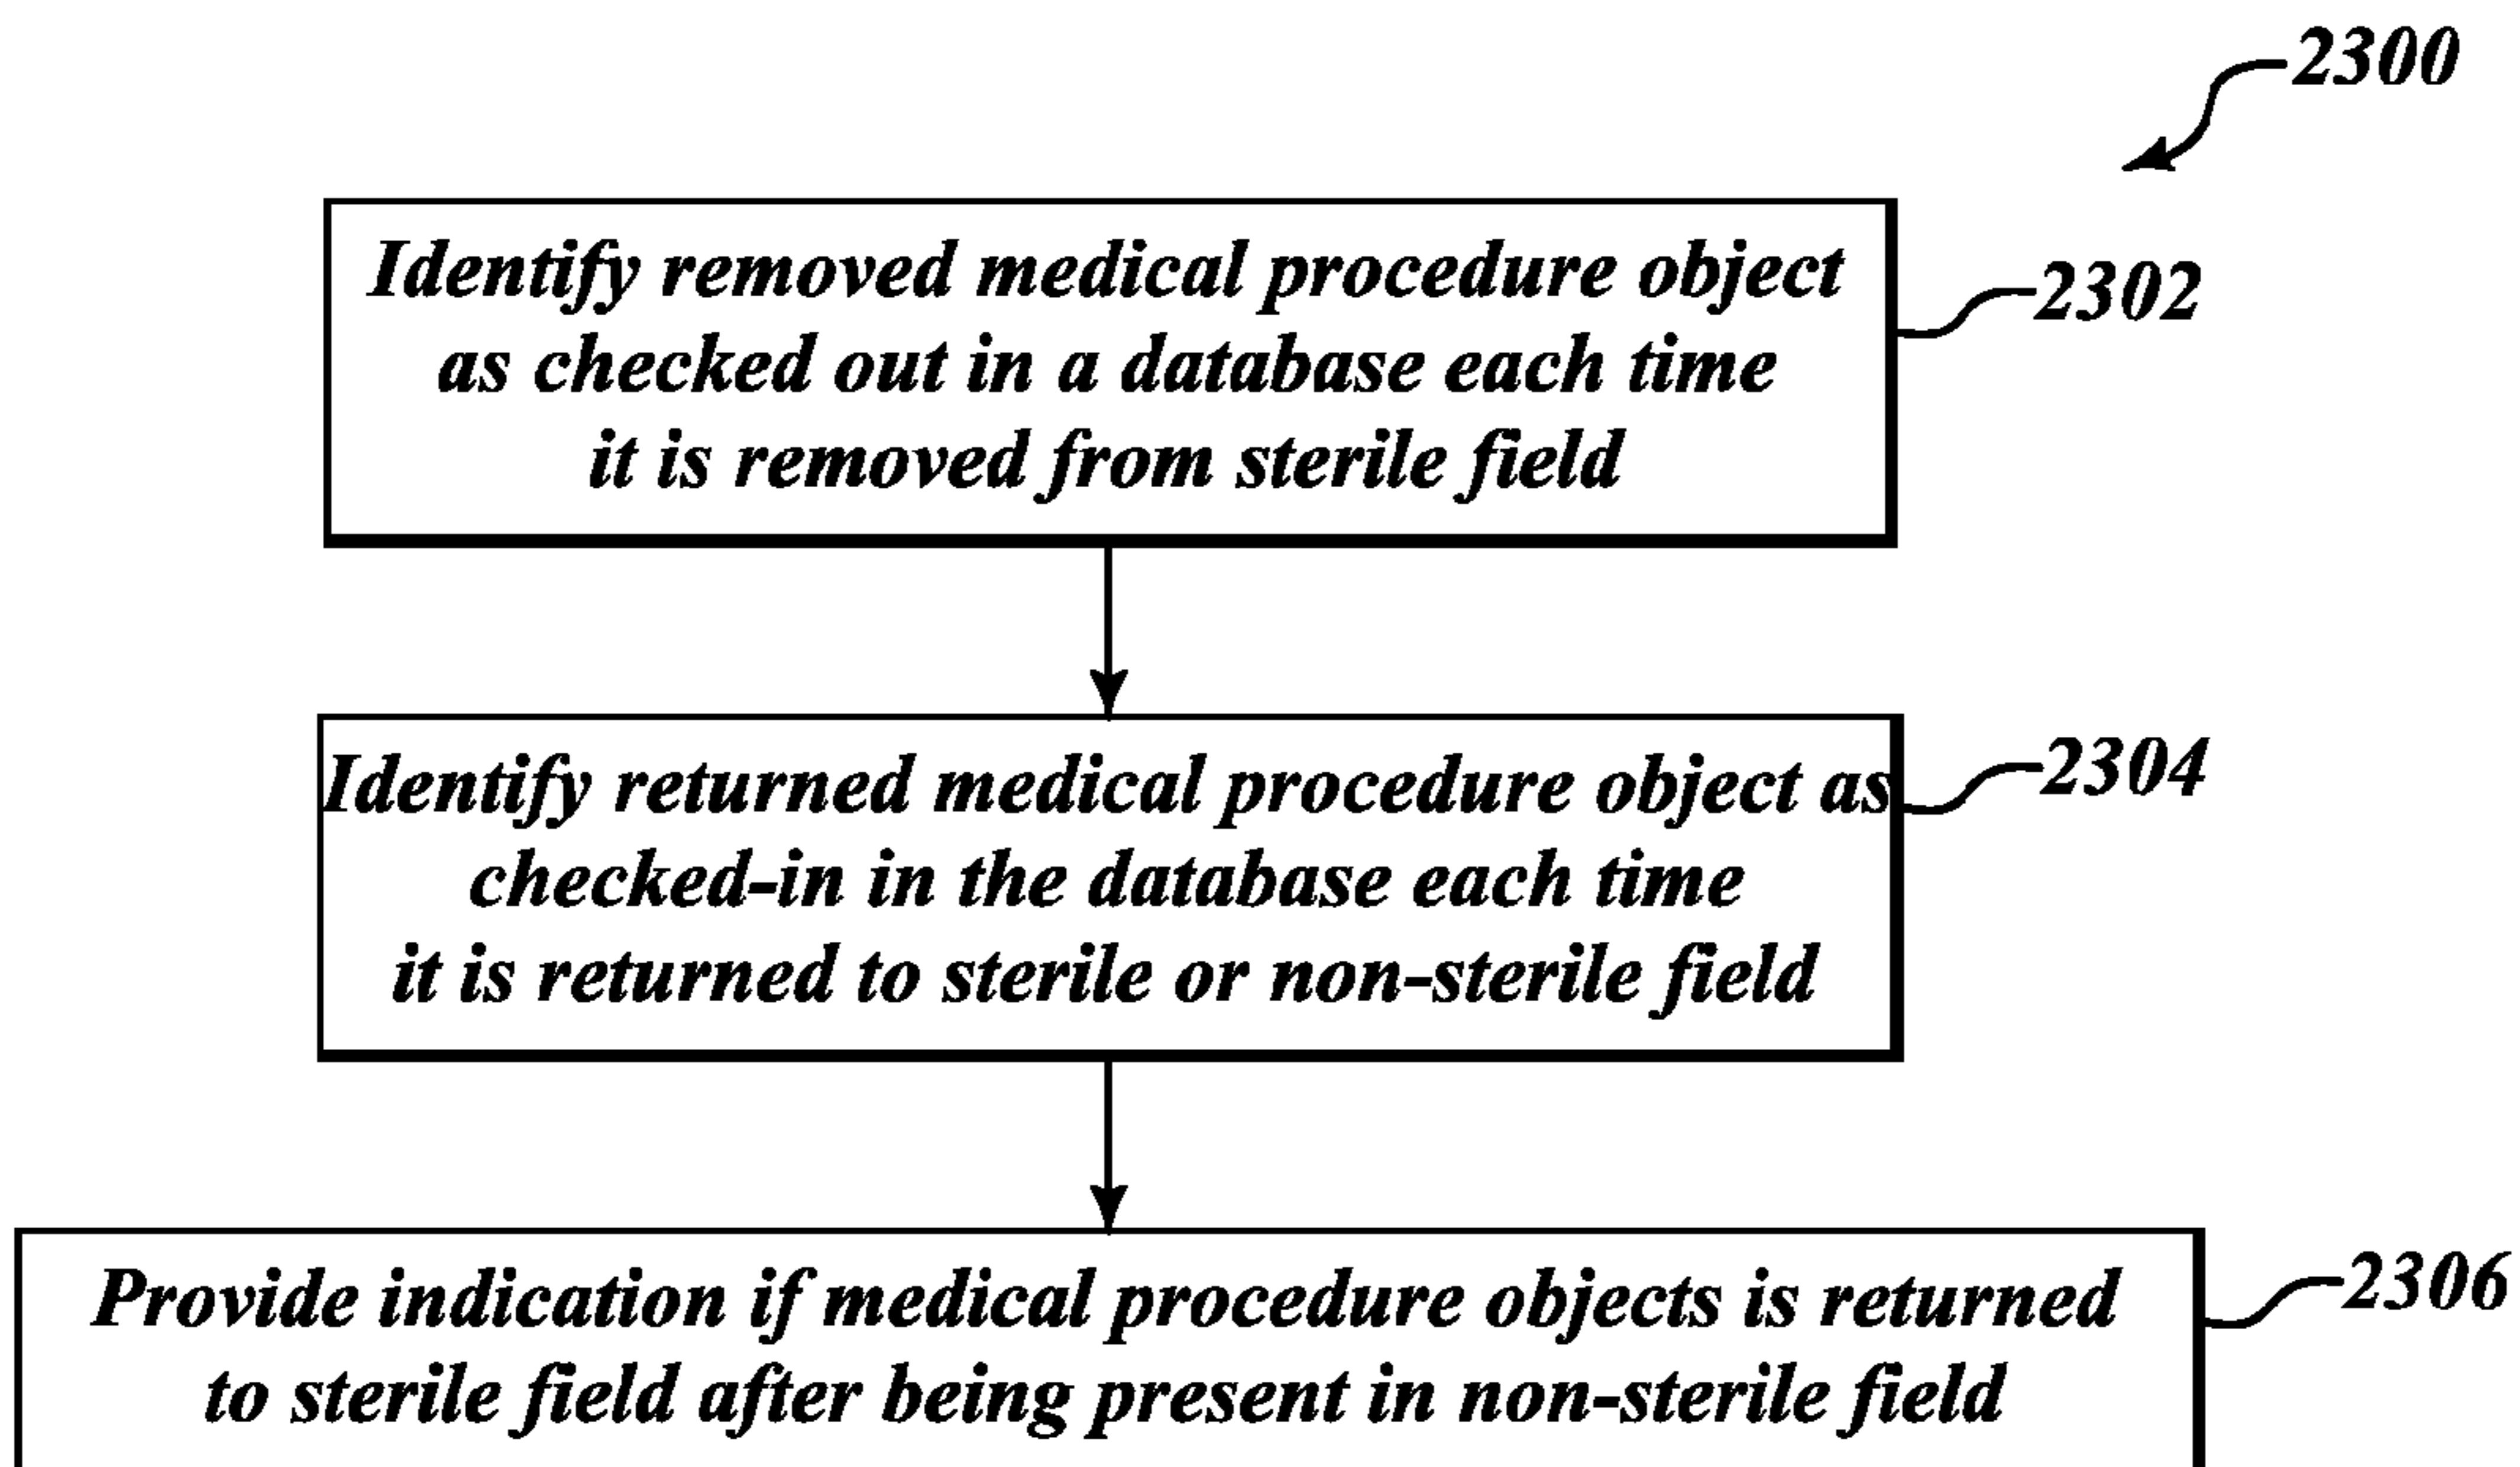 2300
Identify removed medical procedure object
as checked out in a database each time
it is removed from sterile field
2302
Identify returned medical procedure object as
checked-in in the database each time
it is returned to sterile or non-sterile field
2304
Provide indication if medical procedure objects is returned
to sterile field after being present in non-sterile field
2306